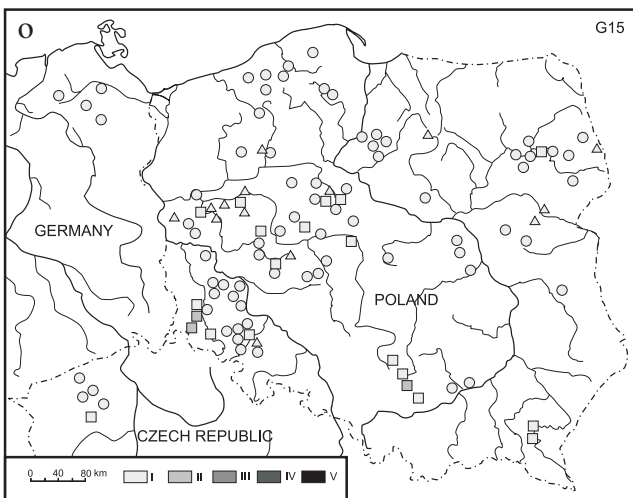 O
G15
GERMANY
POLAND
CZECH REPUBLIC
0 40 80 km
I II III IV V